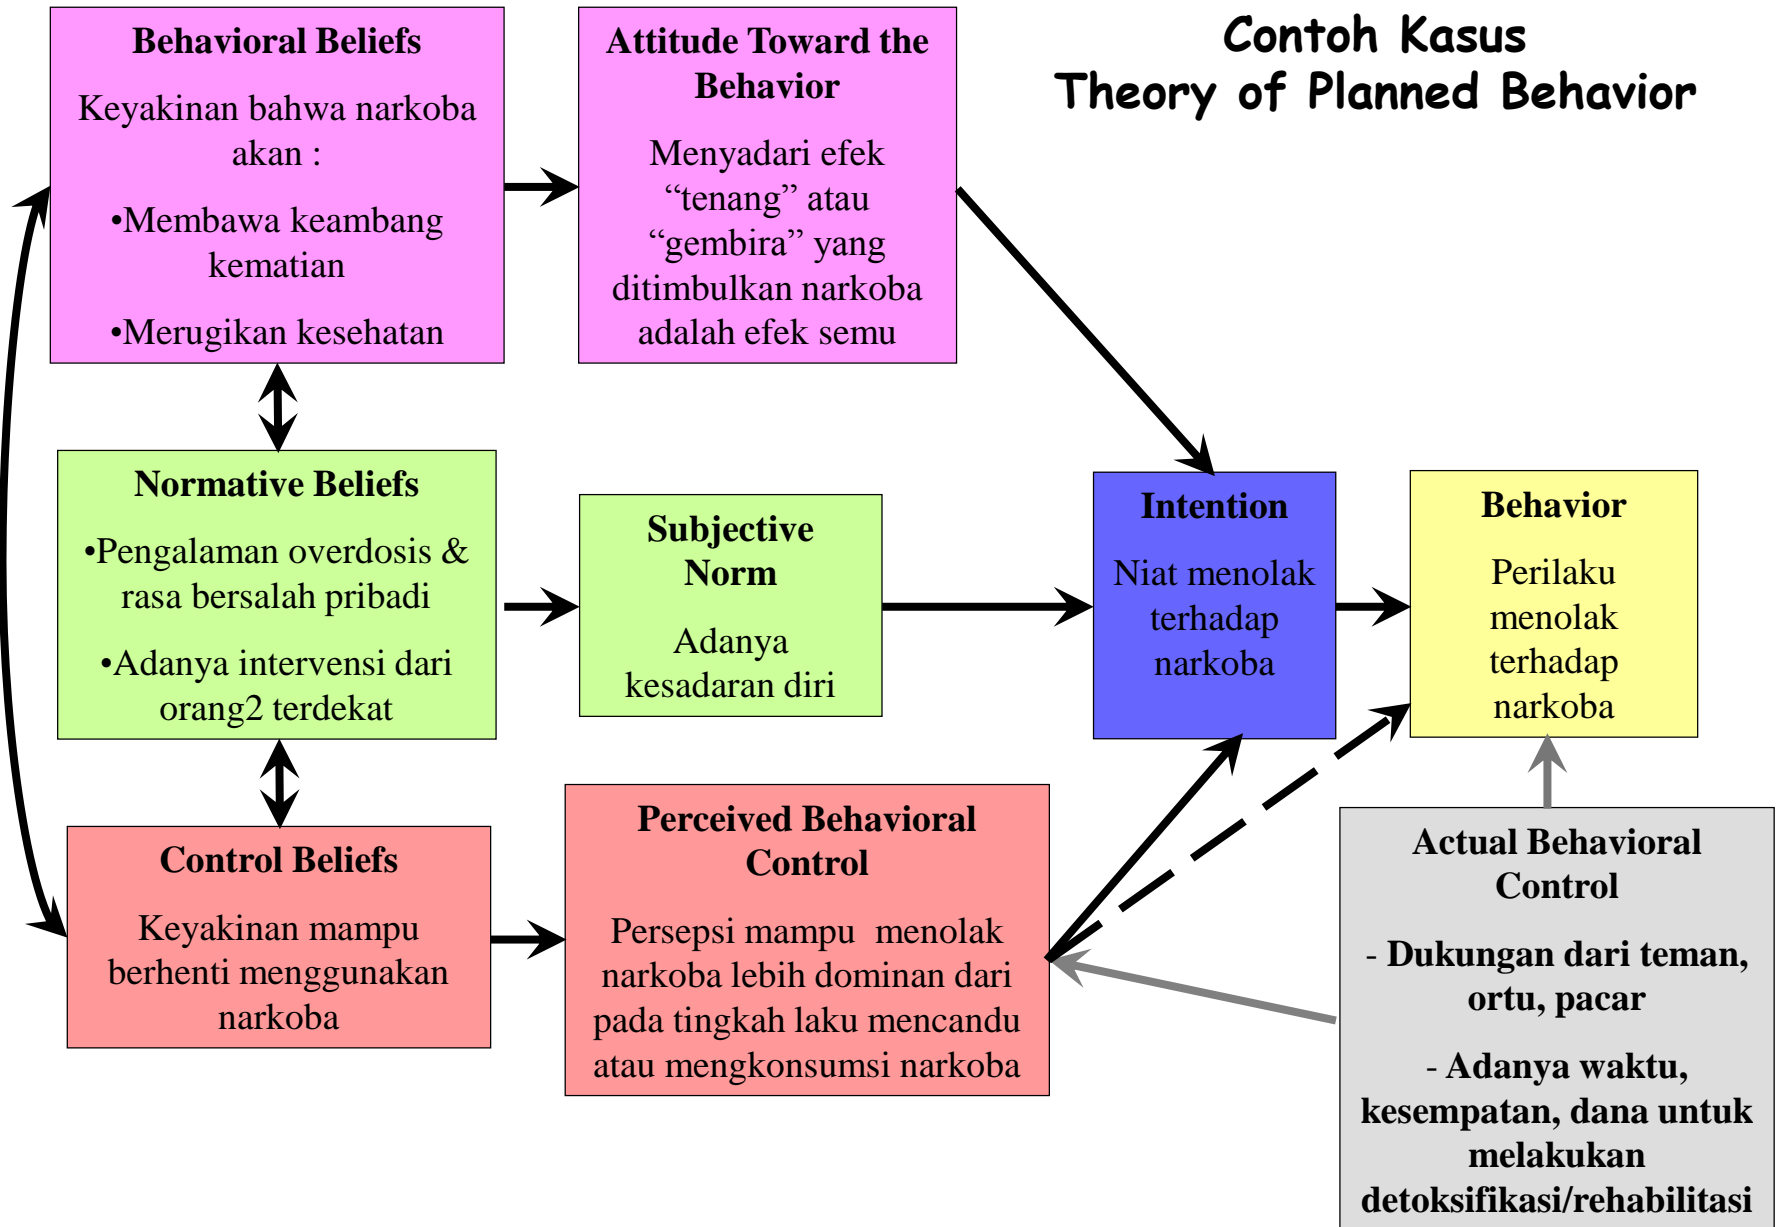 Contoh Kasus
Theory of Planned Behavior
Behavioral Beliefs
Keyakinan bahwa narkoba
akan :
•Membawa keambang
kematian
•Merugikan kesehatan
Attitude Toward the
Behavior
Menyadari efek
“tenang” atau
“gembira” yang
ditimbulkan narkoba
adalah efek semu
Normative Beliefs
•Pengalaman overdosis &
rasa bersalah pribadi
•Adanya intervensi dari
orang2 terdekat
Subjective
Norm
Adanya
kesadaran diri
Intention
Niat menolak
terhadap
narkoba
Behavior
Perilaku
menolak
terhadap
narkoba
Control Beliefs
Keyakinan mampu
berhenti menggunakan
narkoba
Perceived Behavioral
Control
Persepsi mampu  menolak
narkoba lebih dominan dari
pada tingkah laku mencandu
atau mengkonsumsi narkoba
Actual Behavioral
Control
- Dukungan dari teman,
ortu, pacar
- Adanya waktu,
kesempatan, dana untuk
melakukan
detoksifikasi/rehabilitasi